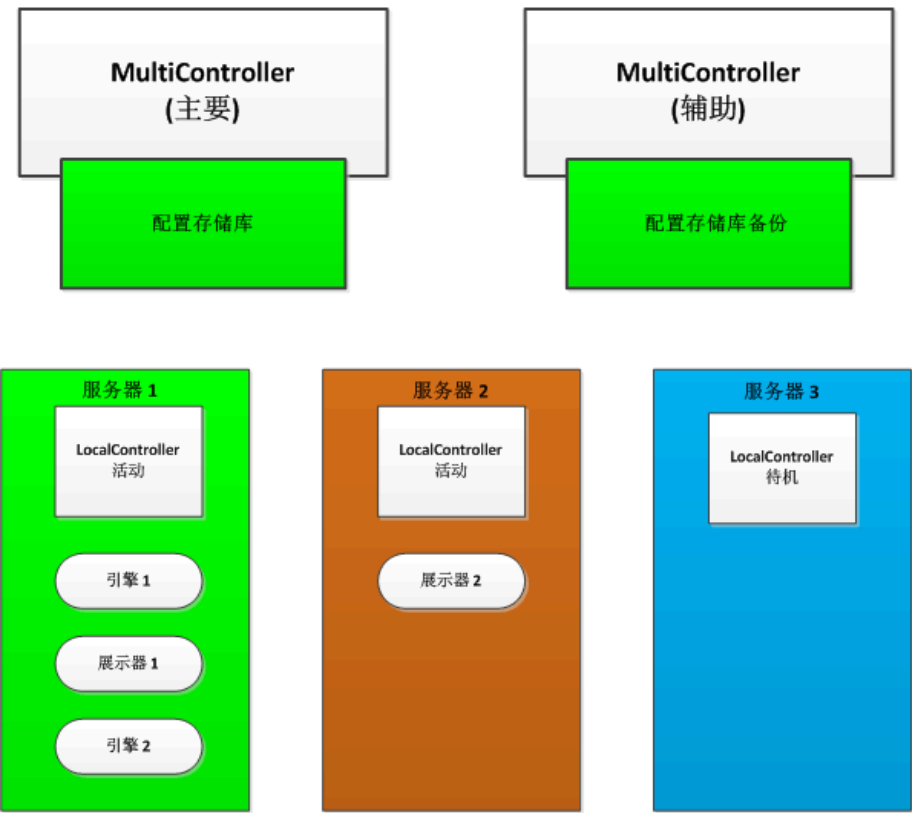 MultiController
(主要)
配置存储库
MultiController
(辅助)
配置存储库备份
服务器 1
LocalController
活动
引擎 1
展示器 1
引擎 2
服务器 2
LocalController
活动
展示器 2
服务器 3
LocalController
待机